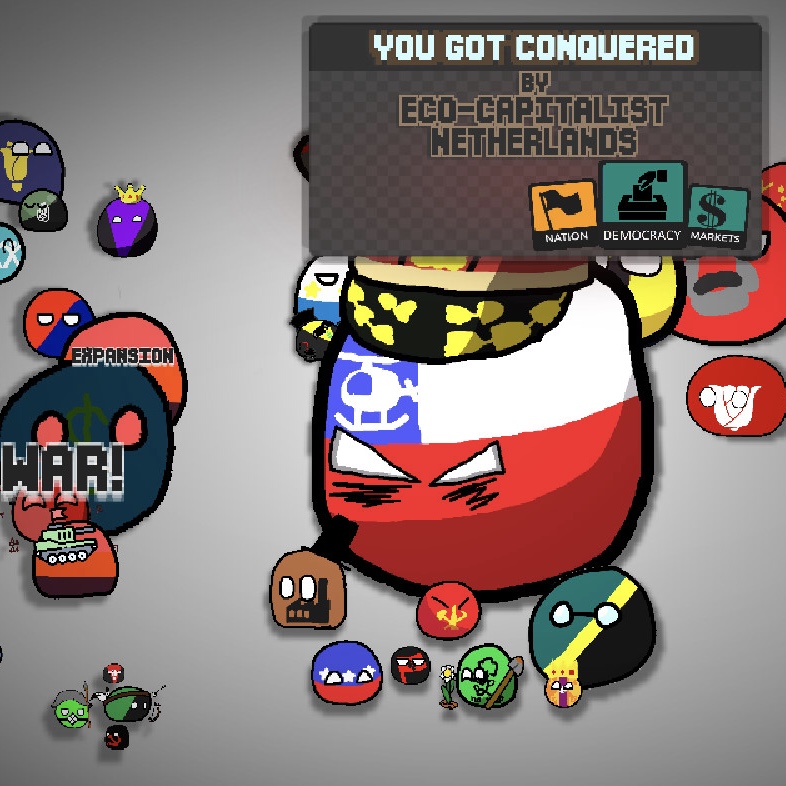 YOU GOT CONQUERED
BY
ECO-CAPITALIST
NETHERLANDS
NATION
DEMOCRACY
$
MARKETS
EXPANSION
WAR!